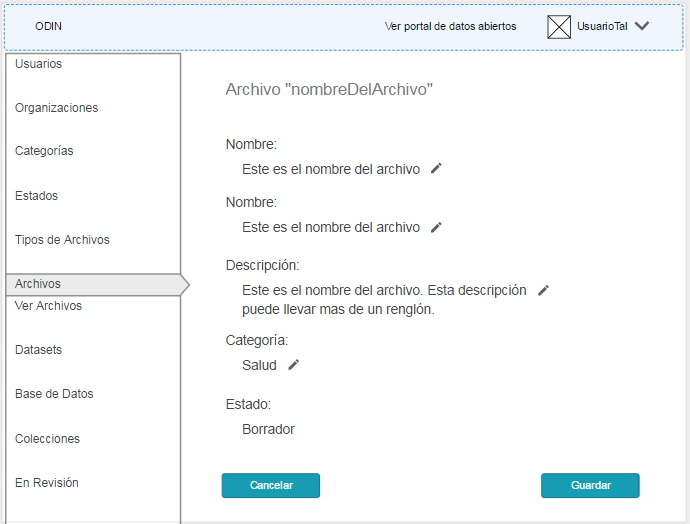 ODIN
Ver portal de datos abiertos
UsuarioTal
Usuarios
Organizaciones
Categorías
Estados
Tipos de Archivos
Archivos
Ver Archivos
Datasets
Base de Datos
Colecciones
En Revisión
Archivo "nombreDelArchivo"
Nombre:
Este es el nombre del archivo
Nombre:
Este es el nombre del archivo
Descripción:
Este es el nombre del archivo. Esta descripción
puede llevar mas de un renglón.
Categoría:
Salud
Estado:
Borrador
Cancelar
Guardar